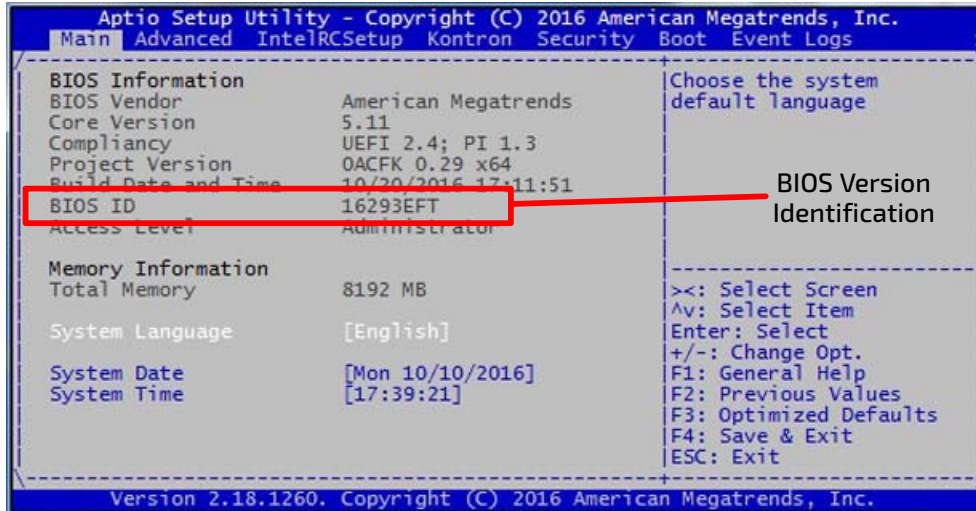 Aptio Setup Utility - Copyright (C) 2016 American Megatrends, Inc.
Main Advanced IntelRCSetup Kontron Security Boot Event Logs
BIOS Information
BIOS Vendor American Megatrends
Core Version 5.11
Compliancy UEFI 2.4; PI 1.3
Project Version 0ACFK 0.29 x64
Build Date and Time 10/20/2016 17:11:51
BIOS ID 16293EFT
Access Level Administrator
Memory Information
Total Memory 8192 MB
System Language [English]
System Date [Mon 10/10/2016]
System Time [17:39:21]
Choose the system
default language
BIOS Version
Identification
><: Select Screen
^v: Select Item
Enter: Select
+/-: Change Opt.
F1: General Help
F2: Previous Values
F3: Optimized Defaults
F4: Save & Exit
ESC: Exit
Version 2.18.1260. Copyright (C) 2016 American Megatrends, Inc.